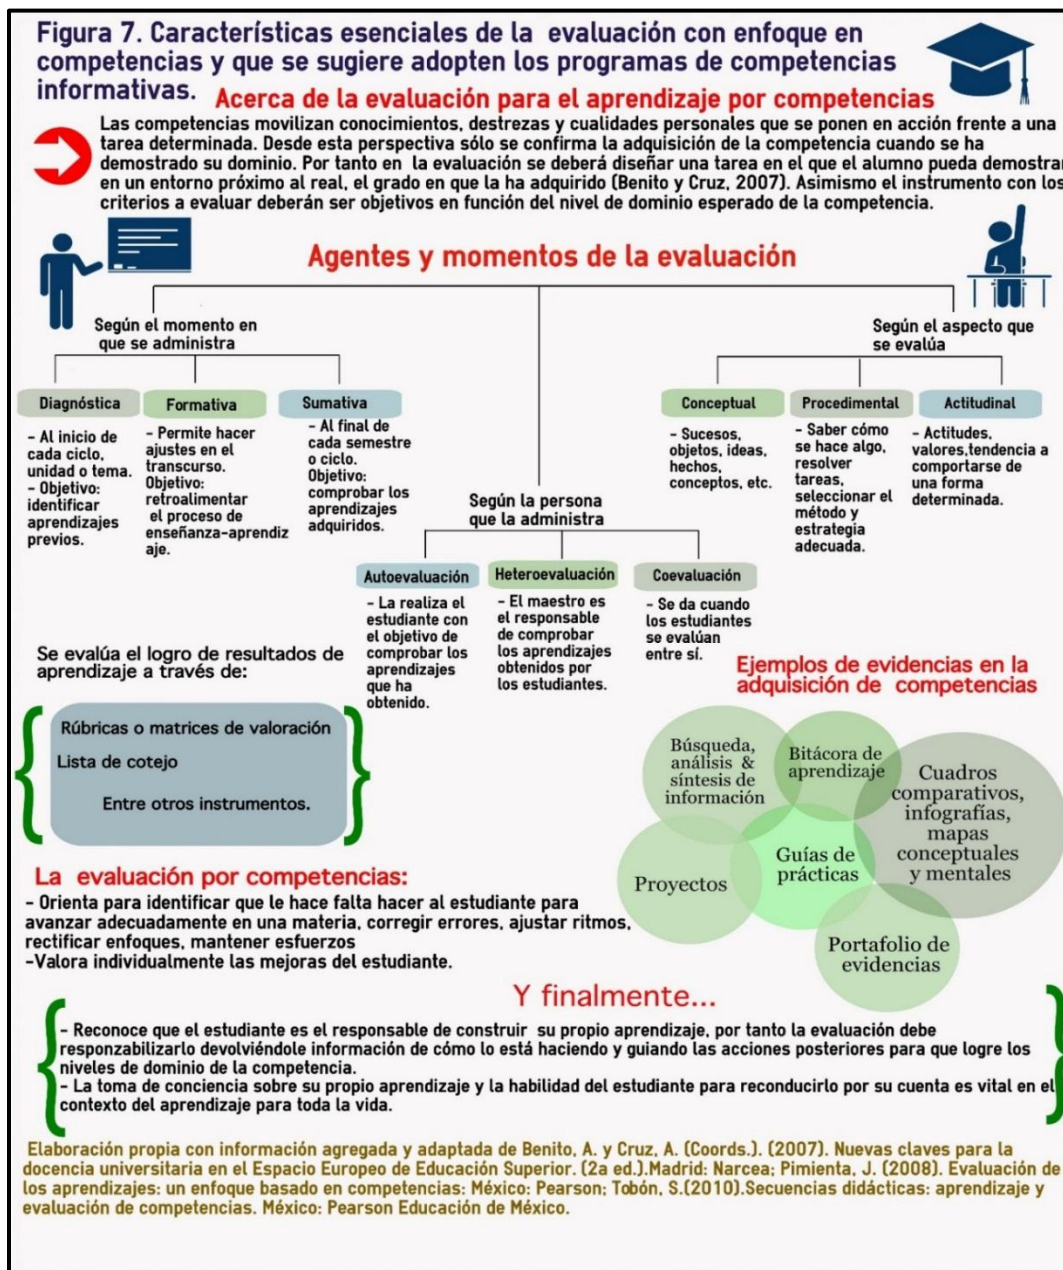 Figura 7. Características esenciales de la evaluación con enfoque en
competencias y que se sugiere adopten los programas de competencias
informativas.
Acerca de la evaluación para el aprendizaje por competencias
Las competencias movilizan conocimientos, destrezas y cualidades personales que se ponen en acción frente a una
tarea determinada. Desde esta perspectiva sólo se confirma la adquisición de la competencia cuando se ha
demostrado su dominio. Por tanto en la evaluación se deberá diseñar una tarea en el que el alumno pueda demostrar
en un entorno próximo al real, el grado en que la ha adquirido (Benito y Cruz, 2007). Asimismo el instrumento con los
criterios a evaluar deberán ser objetivos en función del nivel de dominio esperado de la competencia.
Agentes y momentos de la evaluación
Según el momento en
que se administra
Diagnóstica
- Al inicio de
cada ciclo,
unidad o tema.
- Objetivo:
identificar
aprendizajes
previos.
Formativa
- Permite hacer
ajustes en el
transcurso.
Objetivo:
retroalimentar
el proceso de
enseñanza-aprendiz
aje.
Sumativa
- Al final de
cada semestre
o ciclo.
Objetivo:
comprobar los
aprendizajes
adquiridos.
Según la persona
que la administra
Autoevaluación
- La realiza el
estudiante con
el objetivo de
comprobar los
aprendizajes
que ha
obtenido.
Heteroevaluación
- El maestro es
el responsable
de comprobar
los aprendizajes
obtenidos por
los estudiantes.
Coevaluación
- Se da cuando
los estudiantes
se evalúan
entre sí.
Según el aspecto que
se evalúa
Conceptual
- Sucesos,
objetos, ideas,
hechos,
conceptos, etc.
Procedimental
- Saber cómo
se hace algo,
resolver
tareas,
seleccionar el
método y
estrategia
adecuada.
Actitudinal
- Actitudes,
valores,tendencia a
comportarse de
una forma
determinada.
Se evalúa el logro de resultados de
aprendizaje a través de:
Rúbricas o matrices de valoración
Lista de cotejo
Entre otros instrumentos.
Ejemplos de evidencias en la
adquisición de competencias
Búsqueda,
análisis &
síntesis de
información
Bitácora de
aprendizaje
Cuadros
comparativos,
infografías,
mapas
conceptuales
y mentales
Guías de
prácticas
Proyectos
Portafolio de
evidencias
La evaluación por competencias:
- Orienta para identificar que le hace falta hacer al estudiante para
avanzar adecuadamente en una materia, corregir errores, ajustar ritmos,
rectificar enfoques, mantener esfuerzos
-Valora individualmente las mejoras del estudiante.
Y finalmente...
- Reconoce que el estudiante es el responsable de construir su propio aprendizaje, por tanto la evaluación debe
responzabilizarlo devolviéndole información de cómo lo está haciendo y guiando las acciones posteriores para que logre los
niveles de dominio de la competencia.
- La toma de conciencia sobre su propio aprendizaje y la habilidad del estudiante para reconducirlo por su cuenta es vital en el
contexto del aprendizaje para toda la vida.
Elaboración propia con información agregada y adaptada de Benito, A. y Cruz, A. (Coords.). (2007). Nuevas claves para la
docencia universitaria en el Espacio Europeo de Educación Superior. (2a ed.).Madrid: Narcea; Pimienta, J. (2008). Evaluación de
los aprendizajes: un enfoque basado en competencias: México: Pearson; Tobón, S.(2010).Secuencias didácticas: aprendizaje y
evaluación de competencias. México: Pearson Educación de México.